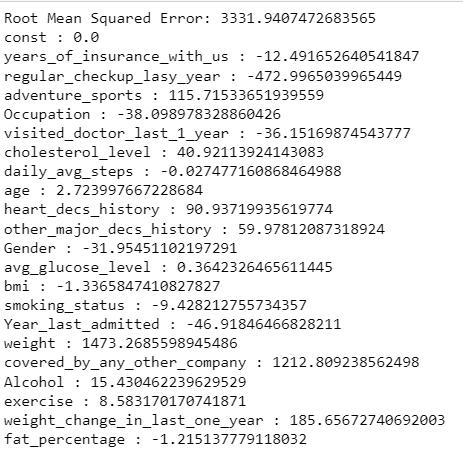 Root Mean Squared Error: 3331.9407472683565
const : 0.0
years_of_insurance_with_us : -12.491652640541847
regular_checkup_lasy_year : -472.9965039965449
adventure_sports : 115.71533651939559
Occupation : -38.098978328860426
visited_doctor_last_1_year : -36.15169874543777
cholesterol_level : 40.92113924143083
daily_avg_steps : -0.027477160868464988
age : 2.723997667228684
heart_decs_history : 90.93719935619774
other_major_decs_history : 59.97812087318924
Gender : -31.95451102197291
avg_glucose_level : 0.3642326465611445
bmi : -1.3365847410827827
smoking_status : -9.428212755734357
Year_last_admitted : -46.91846466828211
weight : 1473.2685598945486
covered_by_any_other_company : 1212.809238562498
Alcohol : 15.430462239629529
exercise : 8.583170170741871
weight_change_in_last_one_year : 185.65672740692003
fat_percentage : -1.215137779118032